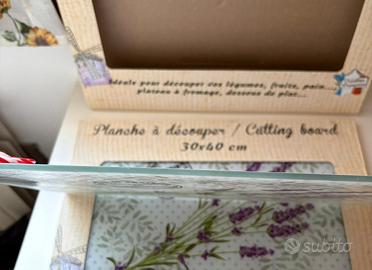 Idéale pour découper vos légumes, fruits, pain...
plateau à fromage, dessous de plat...
Planche à découper / Cutting board
30x40 cm
subito